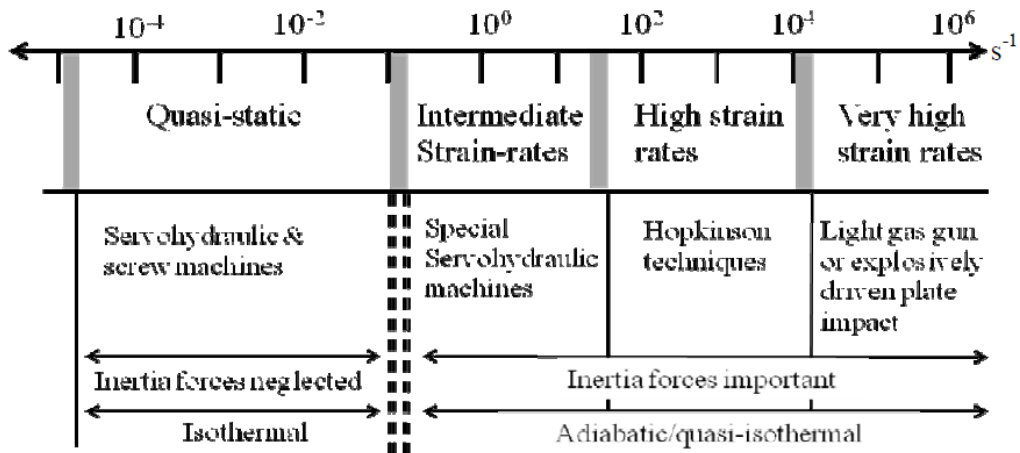 10⁻⁴ 10⁻² 10⁰ 10² 10⁴ 10⁶
s⁻¹
Quasi-static
Intermediate
Strain-rates
High strain
rates
Very high
strain rates
Servohydraulic &
screw machines
Special
Servohydraulic
machines
Hopkinson
techniques
Light gas gun
or explosively
driven plate
impact
Inertia forces neglected
Inertia forces important
Isothermal
Adiabatic/quasi-isothermal